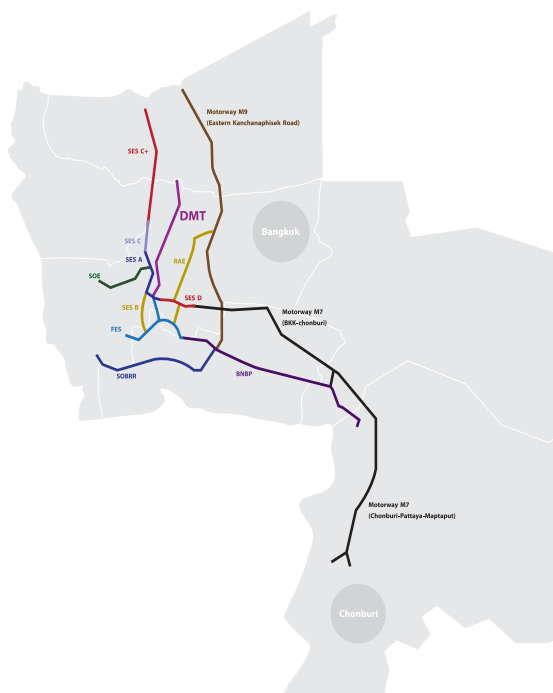 Motorway M9
(Eastern Kanchanaphisek Road)
SES C+
DMT
Bangkok
SES C
SES A
RAE
SOE
SES D
SES B
Motorway M7
(BKK-chonburi)
FES
SOBRR
BNBP
Motorway M7
(Chonburi-Pattaya-Maptaput)
Chonburi